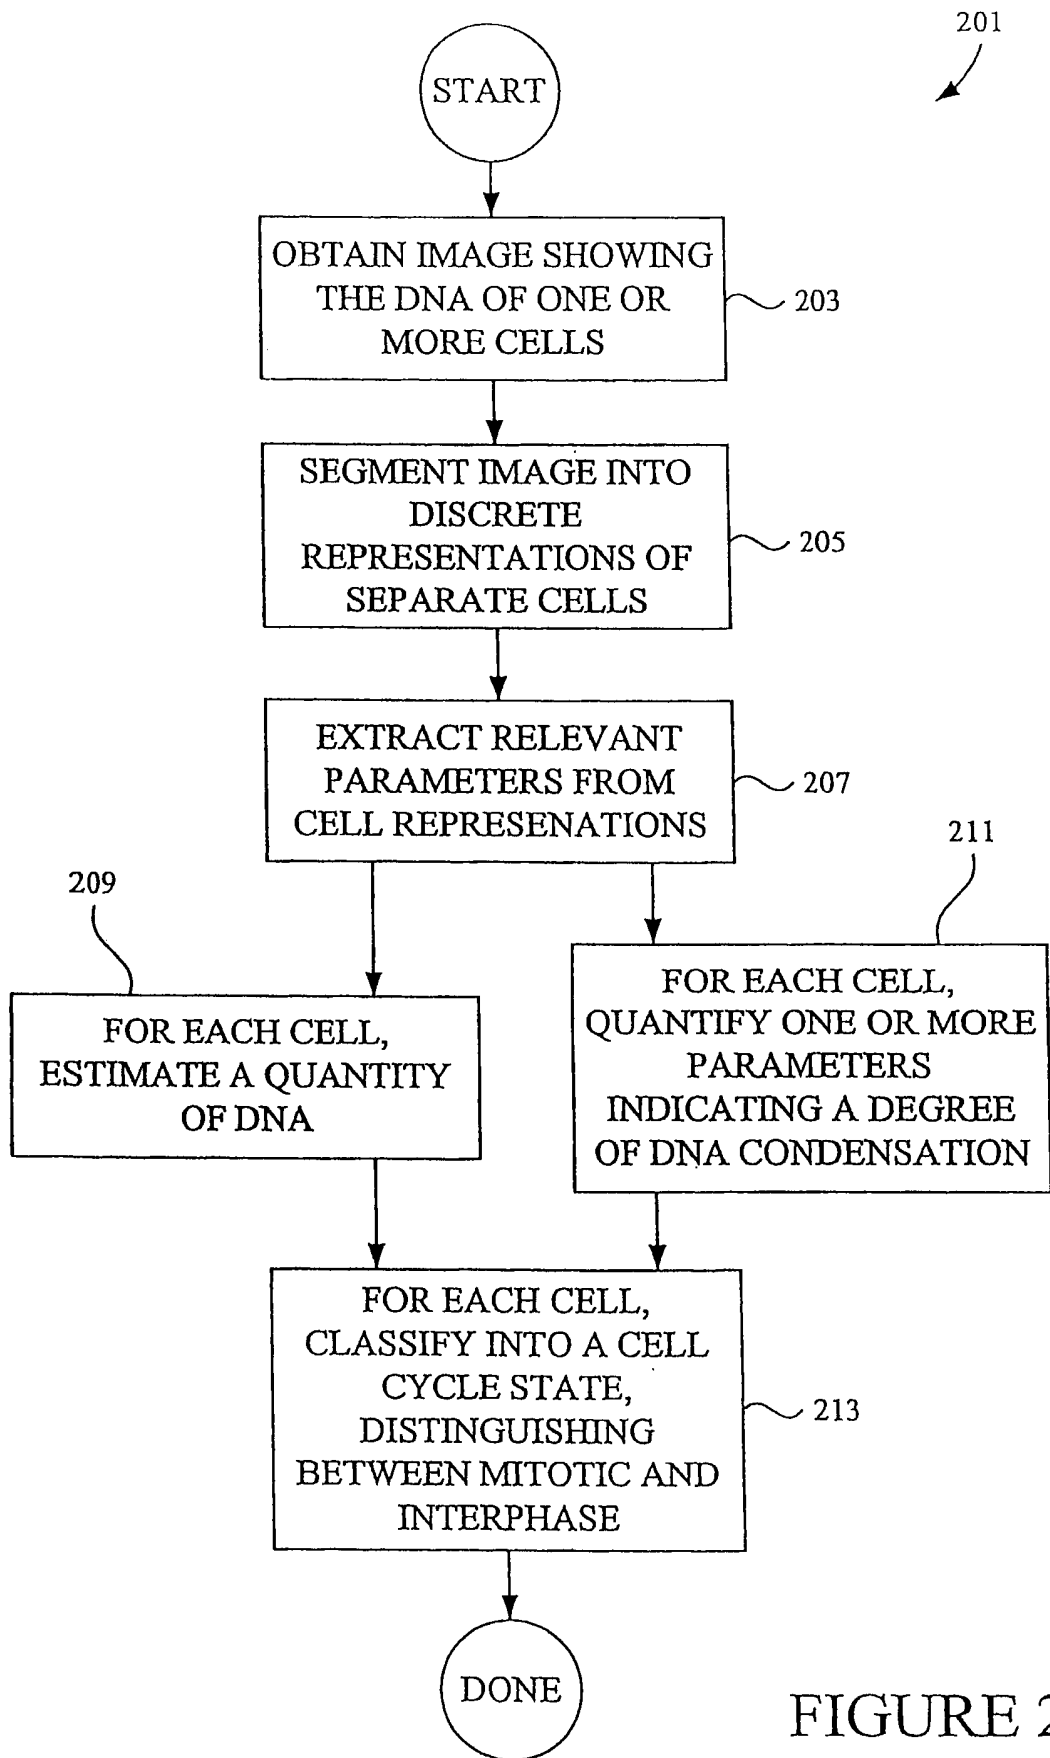 201
START
OBTAIN IMAGE SHOWING
THE DNA OF ONE OR
MORE CELLS
203
SEGMENT IMAGE INTO
DISCRETE
REPRESENTATIONS OF
SEPARATE CELLS
205
EXTRACT RELEVANT
PARAMETERS FROM
CELL REPRESENATIONS
207
209
FOR EACH CELL,
ESTIMATE A QUANTITY
OF DNA
211
FOR EACH CELL,
QUANTIFY ONE OR MORE
PARAMETERS
INDICATING A DEGREE
OF DNA CONDENSATION
FOR EACH CELL,
CLASSIFY INTO A CELL
CYCLE STATE,
DISTINGUISHING
BETWEEN MITOTIC AND
INTERPHASE
213
DONE
FIGURE 2